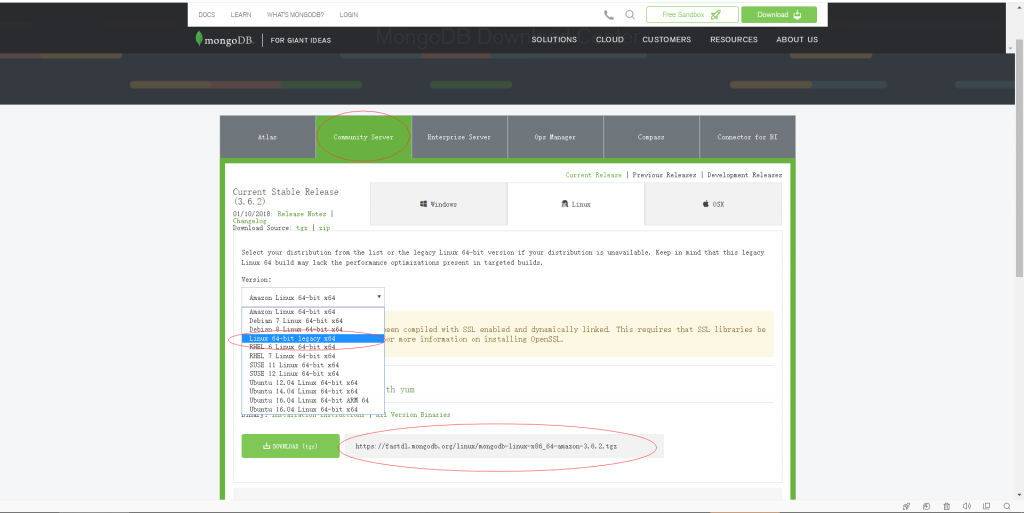 DOCS LEARN WHAT'S MONGODB? LOGIN Free Sandbox Download
MongoDB Download Center
mongoDB. FOR GIANT IDEAS SOLUTIONS CLOUD CUSTOMERS RESOURCES ABOUT US
Atlas Community Server Enterprise Server Ops Manager Compass Connector for BI
Current Release | Previous Releases | Development Releases
Current Stable Release
(3.6.2)
01/10/2018: Release Notes |
Changelog
Download Source: tgz | zip
Windows Linux OSX
Select your distribution from the list or the legacy Linux 64-bit version if your distribution is unavailable. Keep in mind that this legacy
Linux 64 build may lack the performance optimizations present in targeted builds.
Version:
Amazon Linux 64-bit x64
Amazon Linux 64-bit x64
Debian 7 Linux 64-bit x64
Debian 8 Linux 64-bit x64
Linux 64-bit legacy x64
RHEL 6 Linux 64-bit x64
RHEL 7 Linux 64-bit x64
SUSE 11 Linux 64-bit x64
SUSE 12 Linux 64-bit x64
Ubuntu 12.04 Linux 64-bit x64
Ubuntu 14.04 Linux 64-bit x64
Ubuntu 16.04 Linux 64-bit ARM 64
Ubuntu 16.04 Linux 64-bit x64
een compiled with SSL enabled and dynamically linked. This requires that SSL libraries be
or more information on installing OpenSSL.
th yum
Binary: Installation Instructions | All Version Binaries
DOWNLOAD (tgz) https://fastdl.mongodb.org/linux/mongodb-linux-x86_64-amazon-3.6.2.tgz